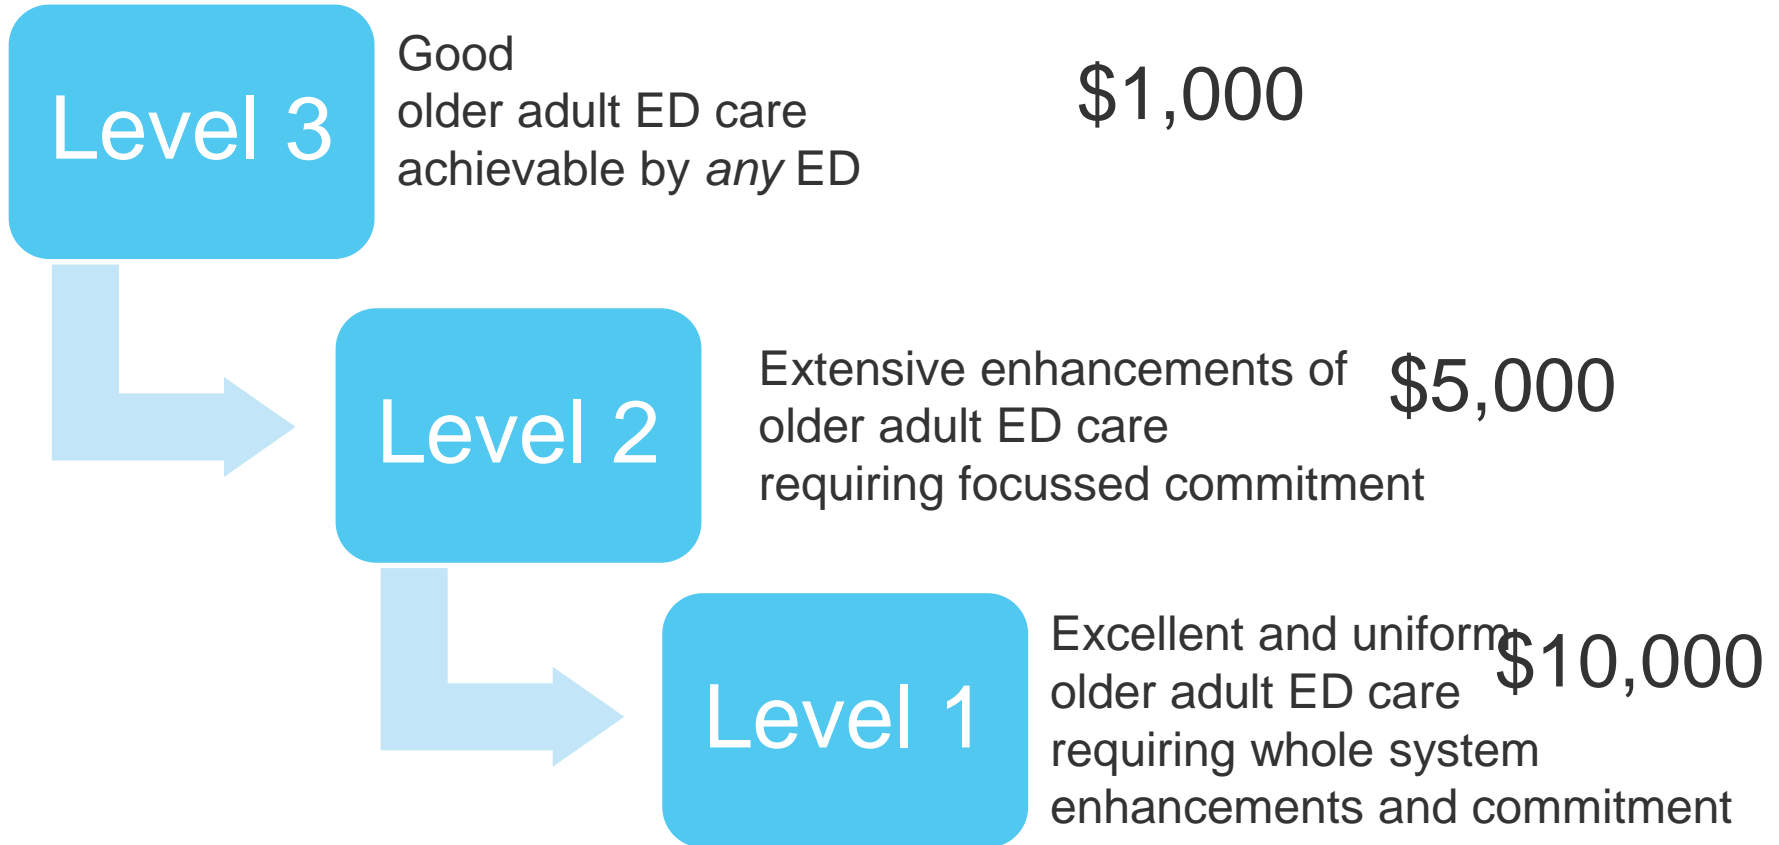 Level 3
Good
older adult ED care
achievable by any ED
$1,000
Level 2
Extensive enhancements of
older adult ED care
requiring focussed commitment
$5,000
Level 1
Excellent and uniform
older adult ED care
requiring whole system
enhancements and commitment
$10,000